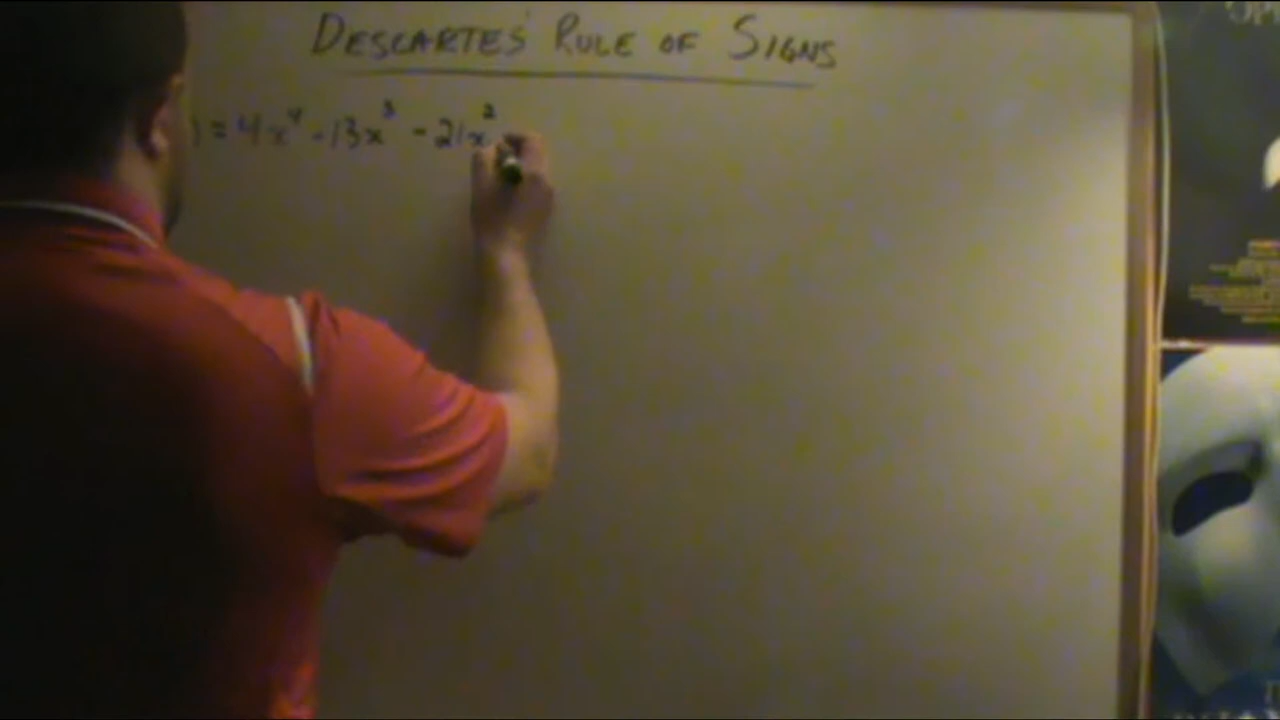 DESCARTES' RULE OF SIGNS
) = 4x⁴ - 13x³ - 21x²